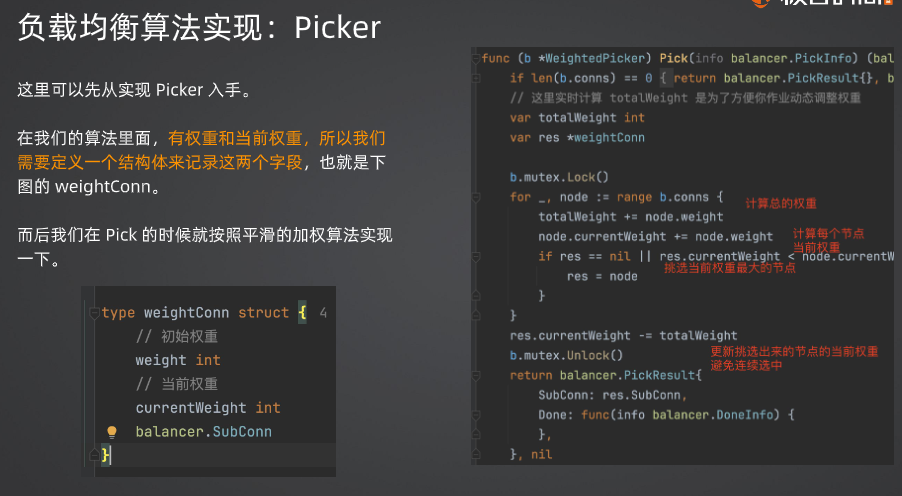 负载均衡算法实现：Picker
这里可以先从实现 Picker 入手。
在我们的算法里面，有权重和当前权重，所以我们
需要定义一个结构体来记录这两个字段，也就是下
图的 weightConn。
而后我们在 Pick 的时候就按照平滑的加权算法实现
一下。
type weightConn struct { 4
// 初始权重
weight int
// 当前权重
currentWeight int
balancer.SubConn
}
func (b *WeightedPicker) Pick(info balancer.PickInfo) (bal
if len(b.conns) == 0 { return balancer.PickResult{}, b
// 这里实时计算 totalWeight 是为了方便你作业动态调整权重
var totalWeight int
var res *weightConn
b.mutex.Lock()
for _, node := range b.conns {
计算总的权重
totalWeight += node.weight
node.currentWeight += node.weight
计算每个节点
当前权重
if res == nil || res.currentWeight < node.currentW
挑选当前权重最大的节点
res = node
}
}
res.currentWeight -= totalWeight
b.mutex.Unlock()
更新挑选出来的节点的当前权重
避免连续选中
return balancer.PickResult{
SubConn: res.SubConn,
Done: func(info balancer.DoneInfo) {
},
}, nil